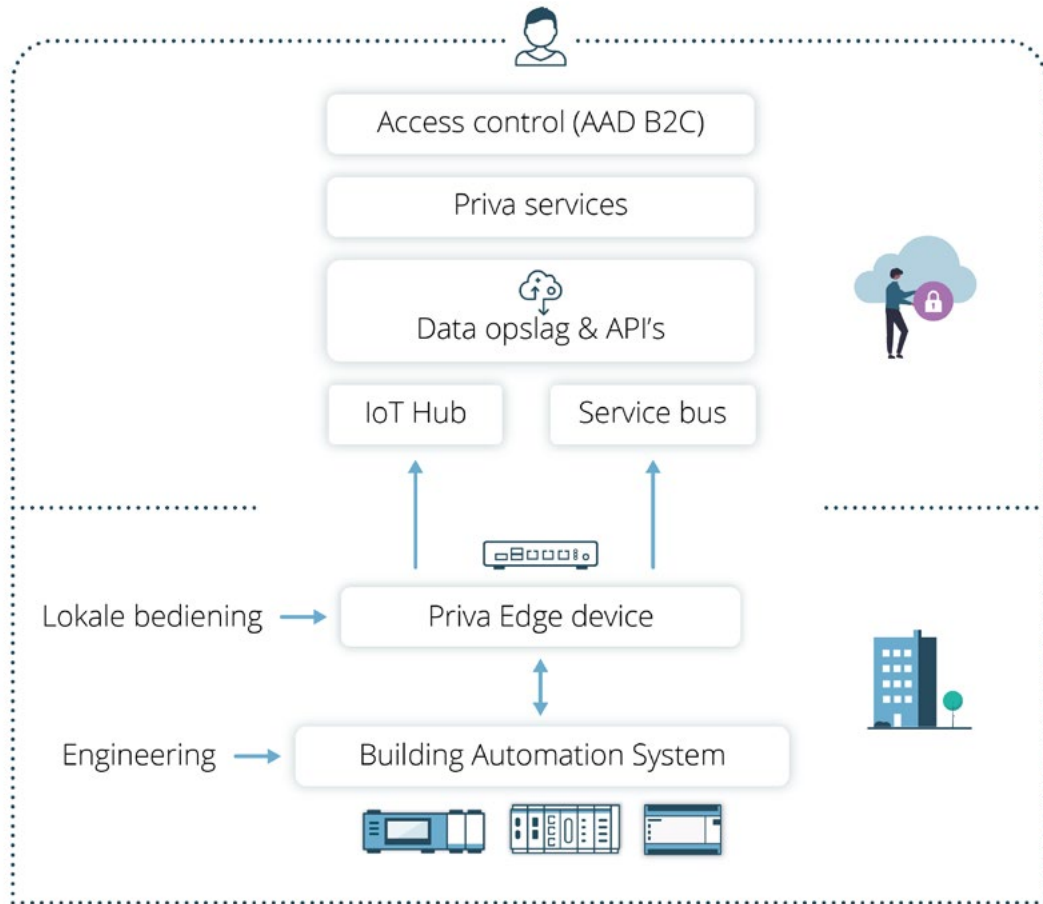 Access control (AAD B2C)
Priva services
Data opslag & API's
IoT Hub
Service bus
Lokale bediening
Priva Edge device
Engineering
Building Automation System